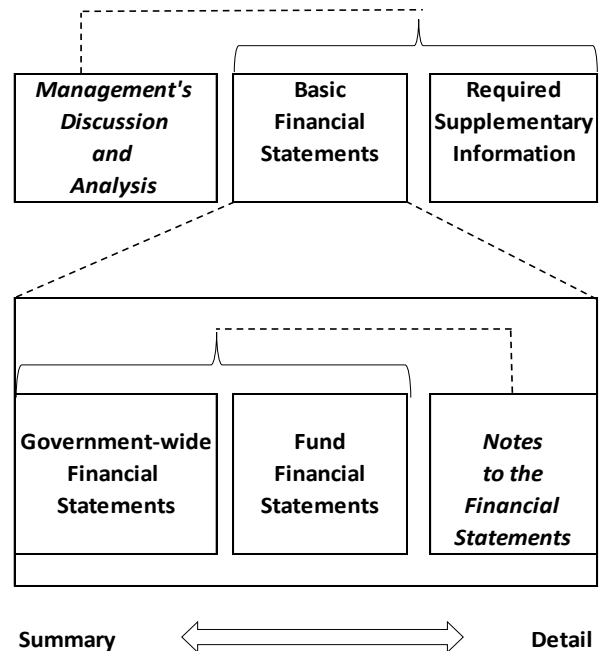 Management's
Discussion
and
Analysis
Basic
Financial
Statements
Required
Supplementary
Information
Government-wide
Financial
Statements
Fund
Financial
Statements
Notes
to the
Financial
Statements
Summary
Detail